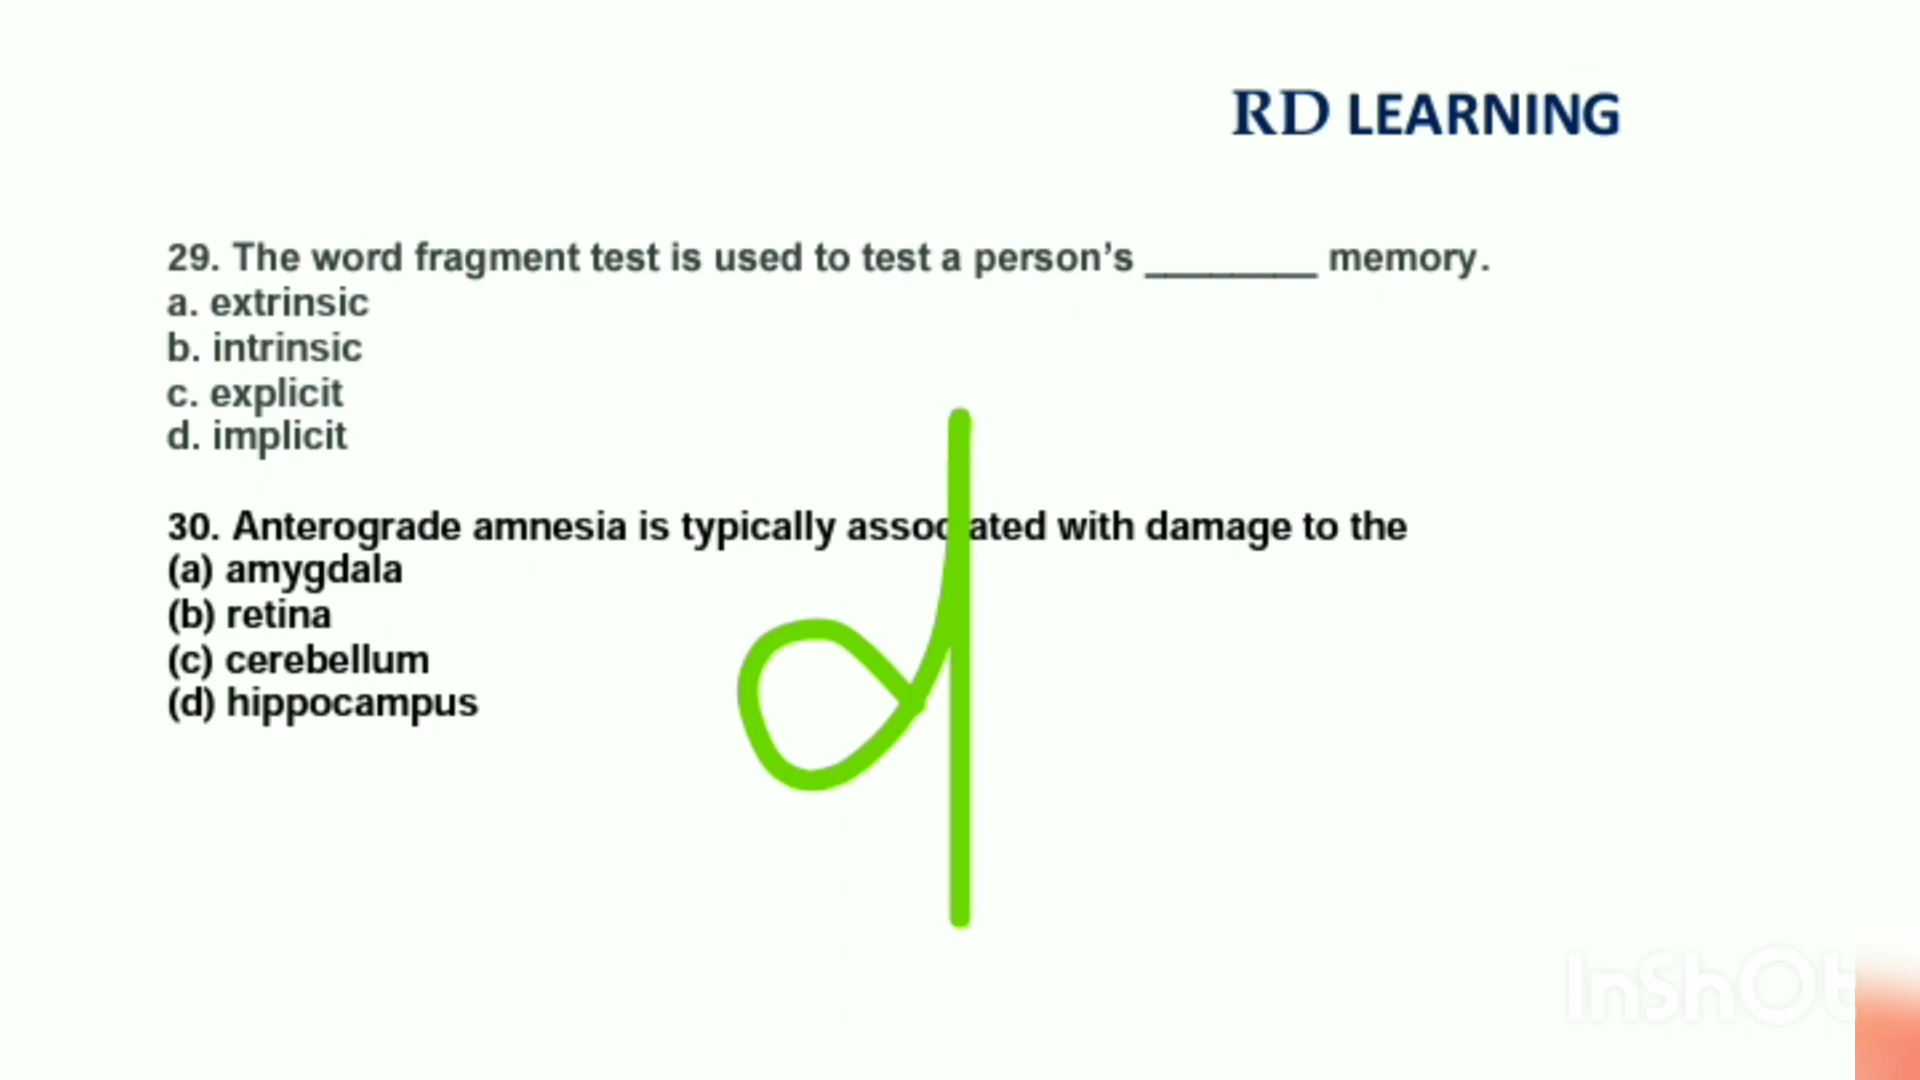 RD LEARNING
29. The word fragment test is used to test a person’s ________ memory.
a. extrinsic
b. intrinsic
c. explicit
d. implicit
30. Anterograde amnesia is typically associated with damage to the
(a) amygdala
(b) retina
(c) cerebellum
(d) hippocampus
d
InShOt